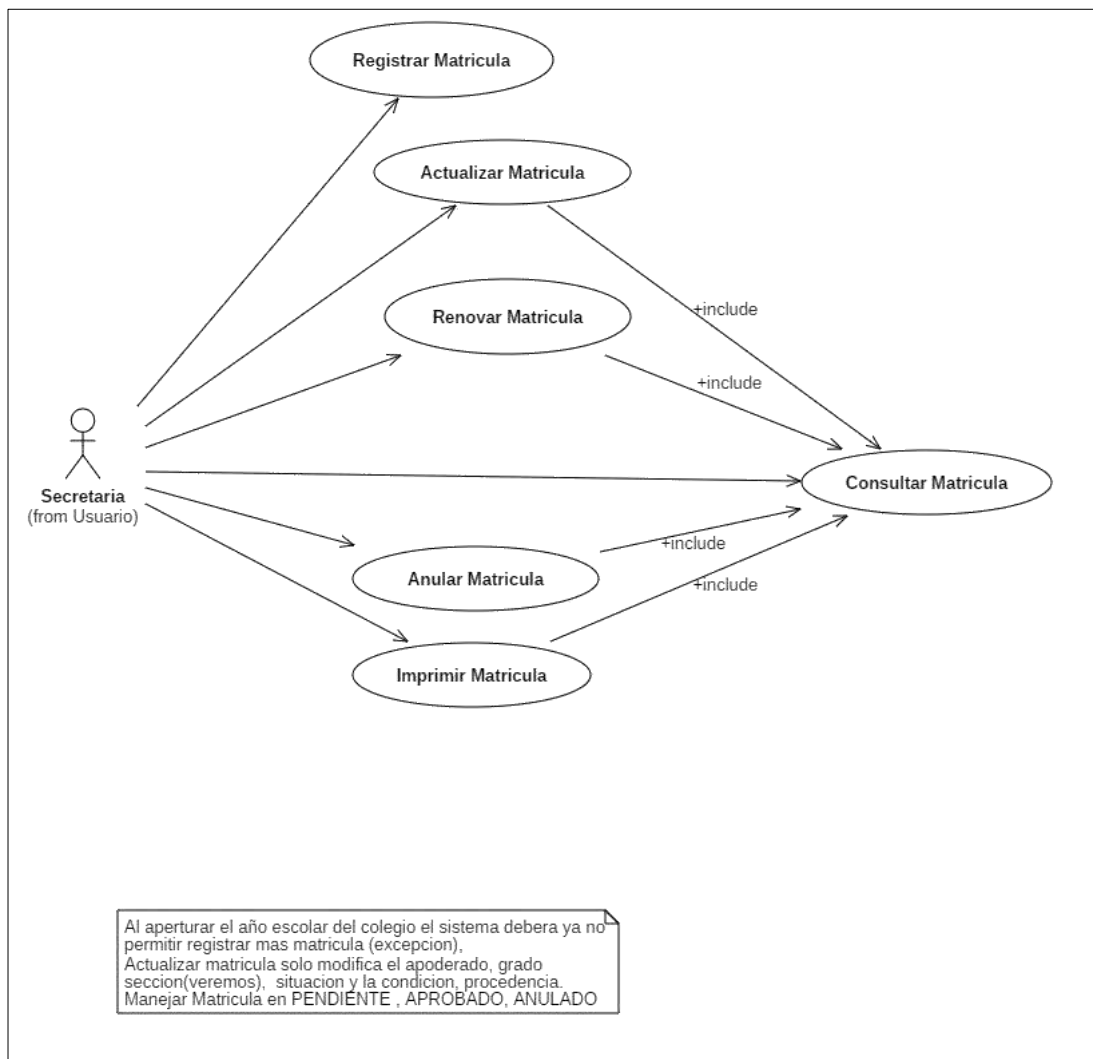 Registrar Matricula
Actualizar Matricula
Renovar Matricula
+include
+include
Secretaria
(from Usuario)
Consultar Matricula
+include
Anular Matricula
+include
Imprimir Matricula
Al aperturar el año escolar del colegio el sistema debera ya no
permitir registrar mas matricula (excepcion),
Actualizar matricula solo modifica el apoderado, grado
seccion(veremos),  situacion y la condicion, procedencia.
Manejar Matricula en PENDIENTE , APROBADO, ANULADO